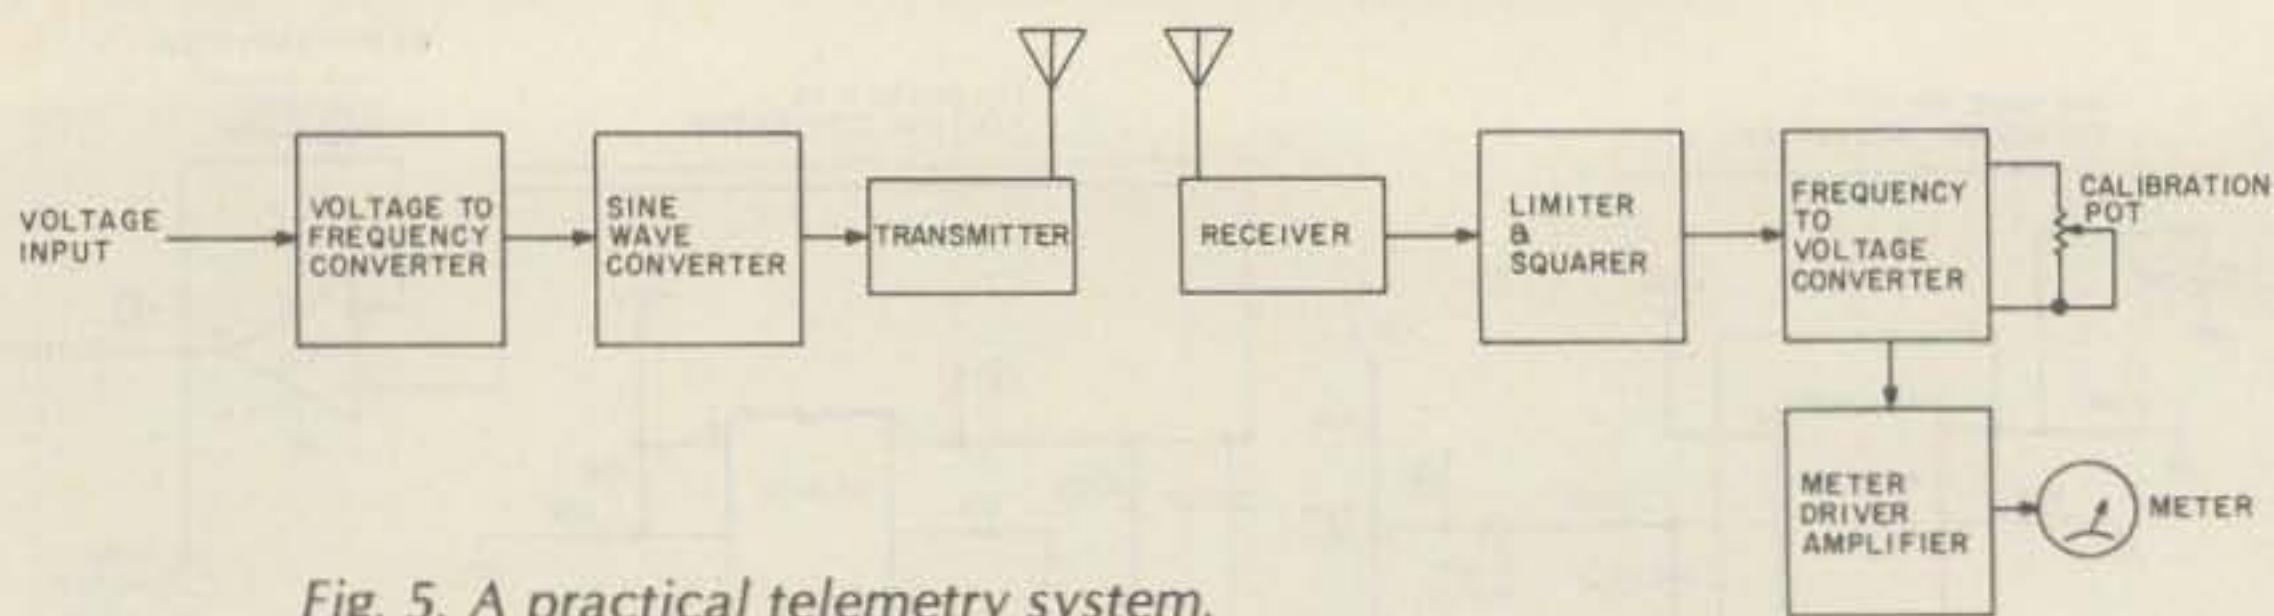 VOLTAGE
INPUT
VOLTAGE TO
FREQUENCY
CONVERTER
SINE
WAVE
CONVERTER
TRANSMITTER
RECEIVER
LIMITER
&
SQUARER
FREQUENCY
TO
VOLTAGE
CONVERTER
CALIBRATION
POT
METER
DRIVER
AMPLIFIER
METER
Fig. 5. A practical telemetry system.